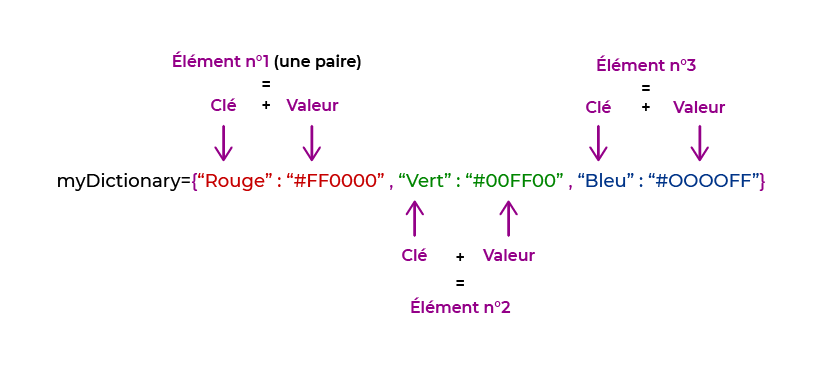 Élément n°1 (une paire)
=
Clé + Valeur
Élément n°3
=
Clé + Valeur
myDictionary={“Rouge” : “#FF0000” , “Vert” : “#00FF00” , “Bleu” : “#OOOOFF”}
Clé + Valeur
=
Élément n°2